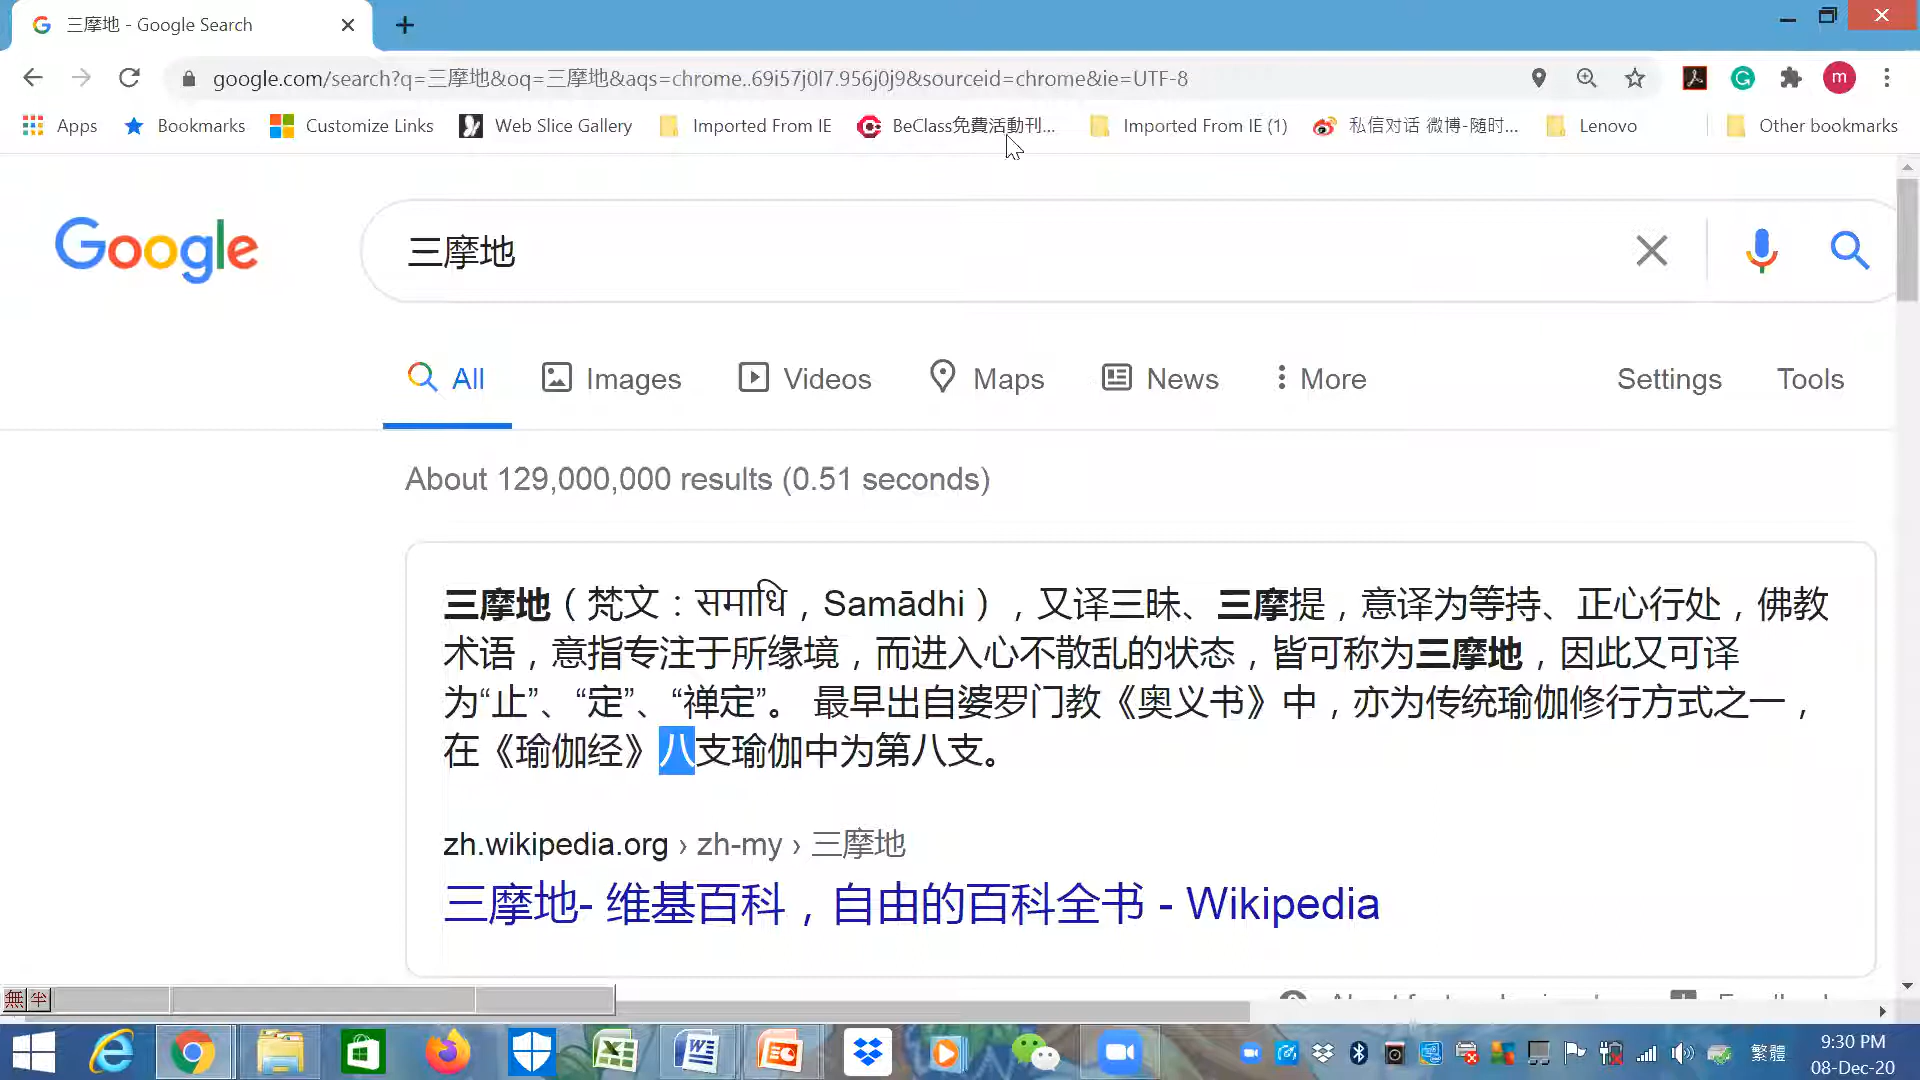 三摩地 - Google Search
google.com/search?q=三摩地&oq=三摩地&aqs=chrome..69i57j0l7.956j0j9&sourceid=chrome&ie=UTF-8
m
Apps Bookmarks Customize Links Web Slice Gallery Imported From IE BeClass免費活動刊... Imported From IE (1) 私信对话 微博-随时... Lenovo Other bookmarks
Google
三摩地
All Images Videos Maps News More Settings Tools
About 129,000,000 results (0.51 seconds)
三摩地（梵文：समाधि，Samādhi），又译三昧、三摩提，意译为等持、正心行处，佛教
术语，意指专注于所缘境，而进入心不散乱的状态，皆可称为三摩地，因此又可译
为“止”、“定”、“禅定”。 最早出自婆罗门教《奥义书》中，亦为传统瑜伽修行方式之一，
在《瑜伽经》八支瑜伽中为第八支。
zh.wikipedia.org › zh-my › 三摩地
三摩地- 维基百科，自由的百科全书 - Wikipedia
無 半
繁體
9:30 PM
08-Dec-20